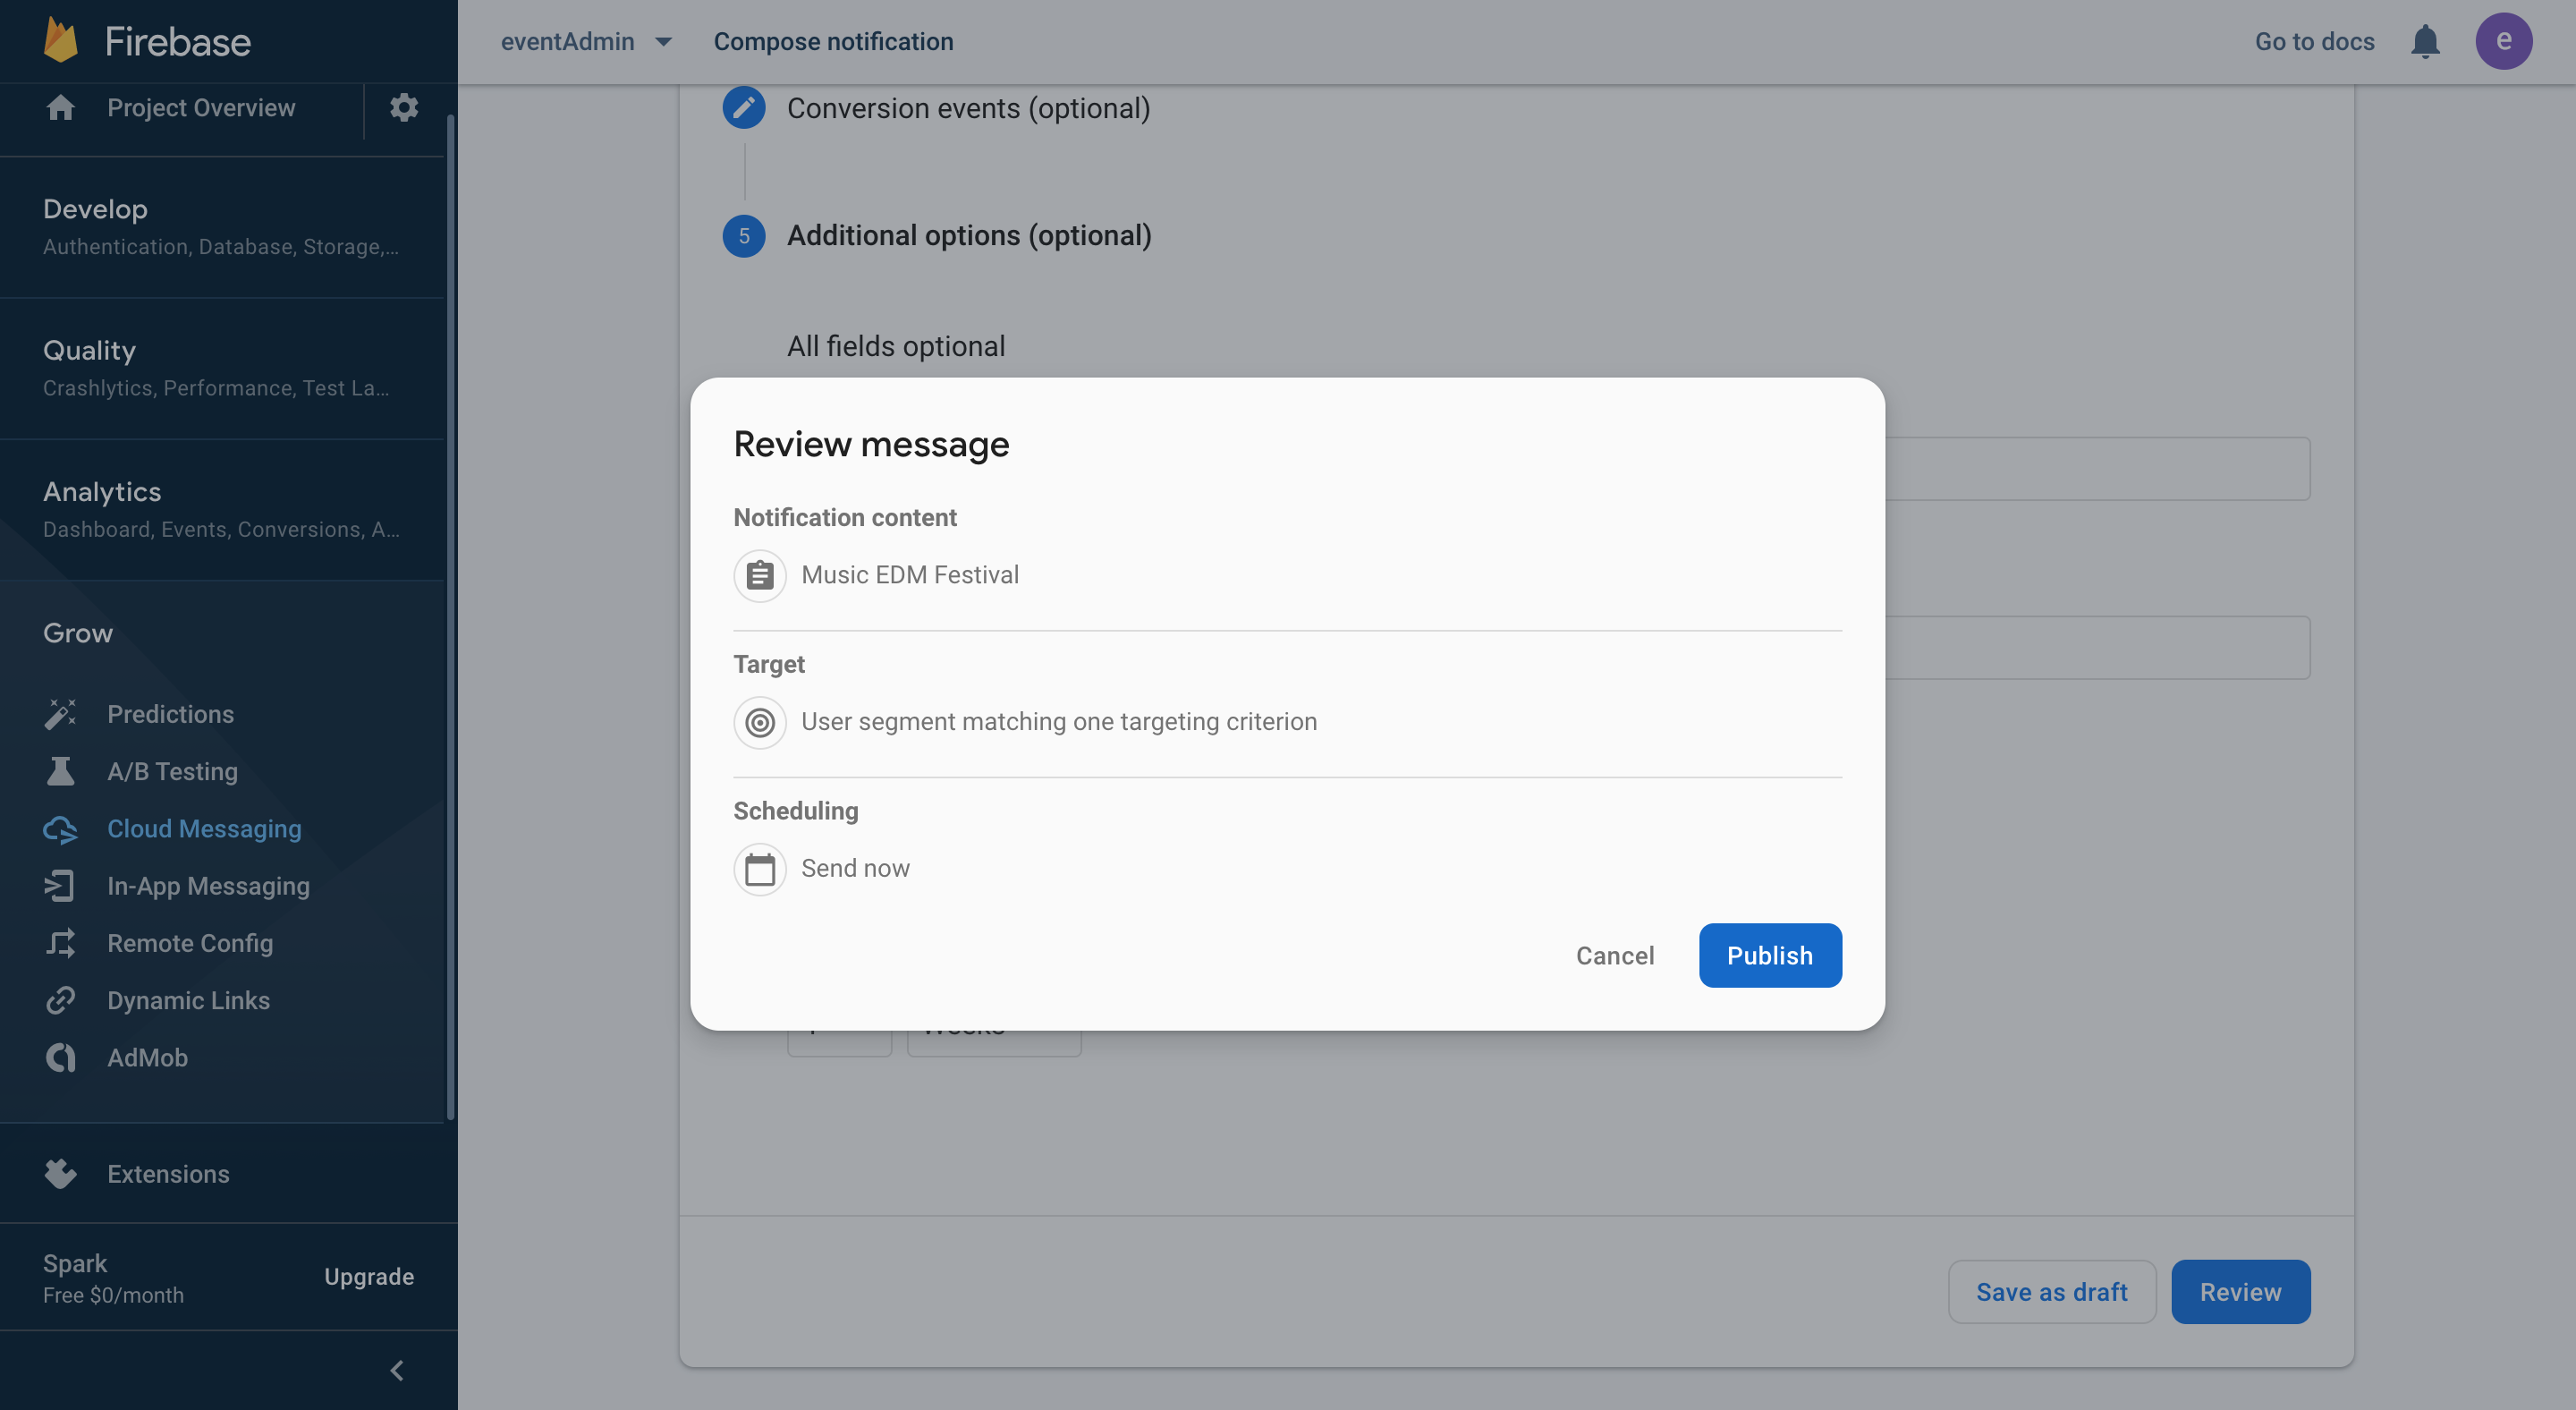 Firebase
Project Overview
Develop
Authentication, Database, Storage,...
Quality
Crashlytics, Performance, Test La...
Analytics
Dashboard, Events, Conversions, A...
Grow
Predictions
A/B Testing
Cloud Messaging
In-App Messaging
Remote Config
Dynamic Links
AdMob
Extensions
Spark
Free $0/month
Upgrade
eventAdmin
Compose notification
Go to docs
e
Conversion events (optional)
5 Additional options (optional)
All fields optional
Review message
Notification content
Music EDM Festival
Target
User segment matching one targeting criterion
Scheduling
Send now
Cancel
Publish
Weeks
Save as draft
Review